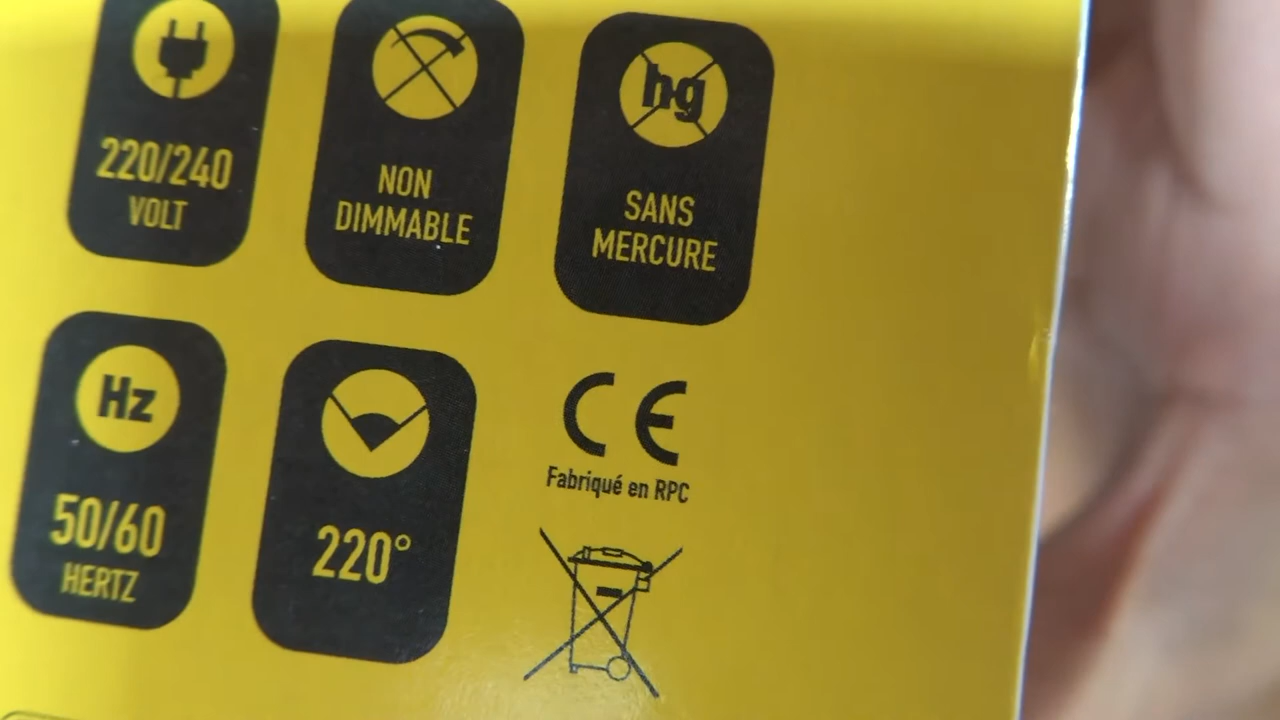 220/240
VOLT
NON
DIMMABLE
hg
SANS
MERCURE
Hz
50/60
HERTZ
220°
CE
Fabriqué en RPC